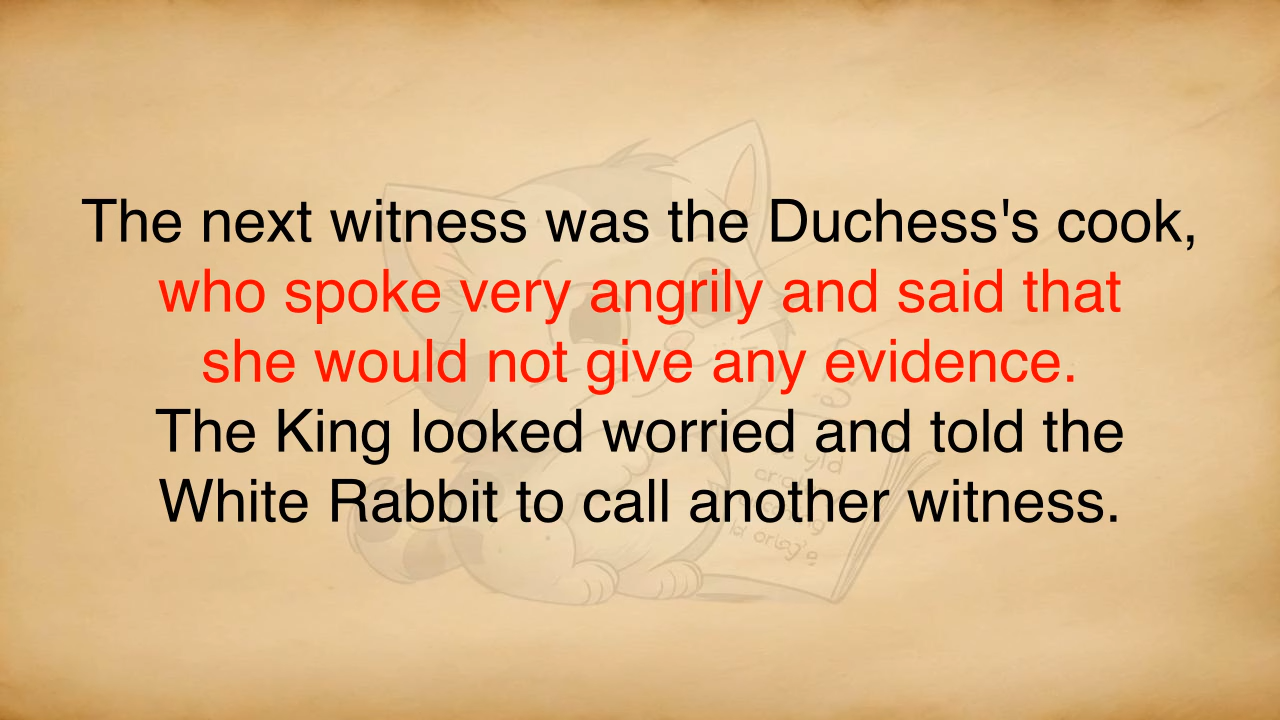 The next witness was the Duchess's cook,
who spoke very angrily and said that
she would not give any evidence.
The King looked worried and told the
White Rabbit to call another witness.